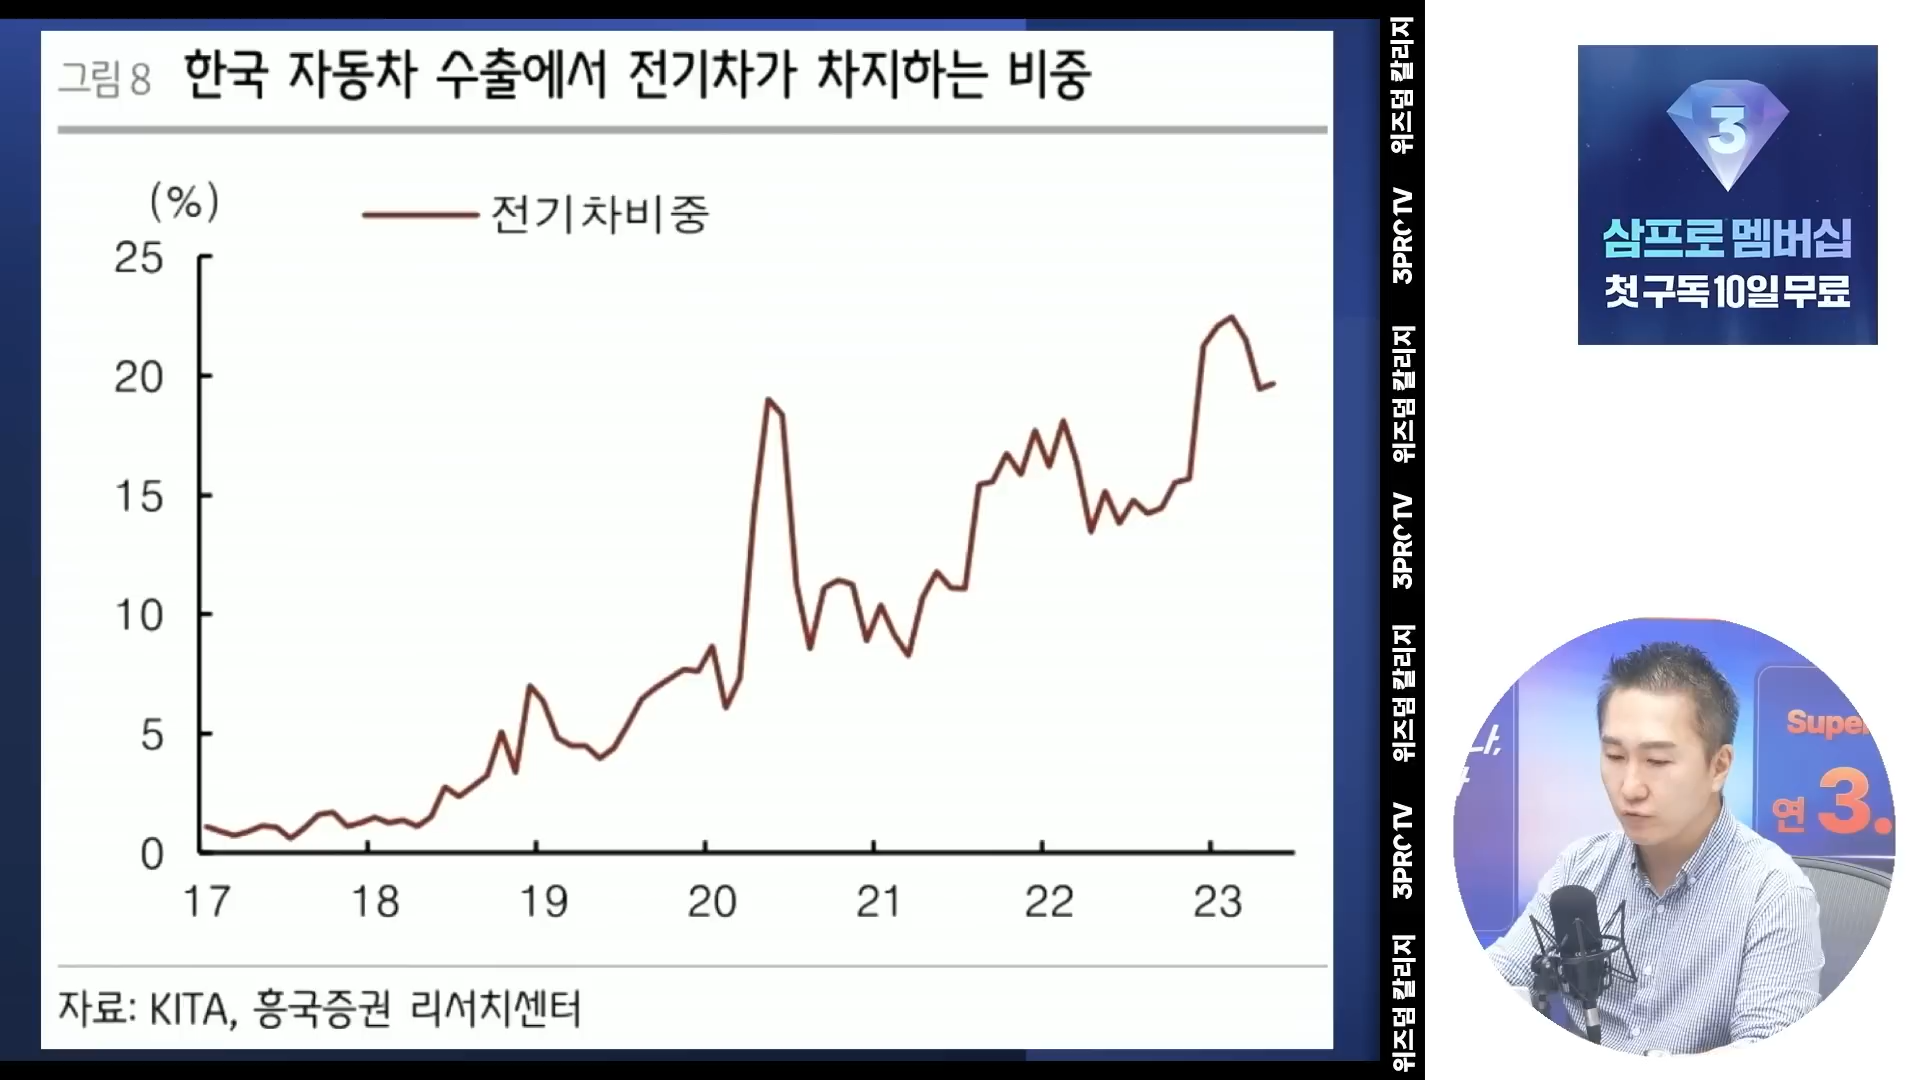 그림 8 한국 자동차 수출에서 전기차가 차지하는 비중
(%)
전기차비중
25
20
15
10
5
0
17 18 19 20 21 22 23
자료: KITA, 흥국증권 리서치센터
위즈덤 칼리지
3PROTV
위즈덤 칼리지
3PROTV
위즈덤 칼리지
3PROTV
위즈덤 칼리지
3
삼프로 멤버십
첫 구독 10일 무료
나,
Super
연 3.